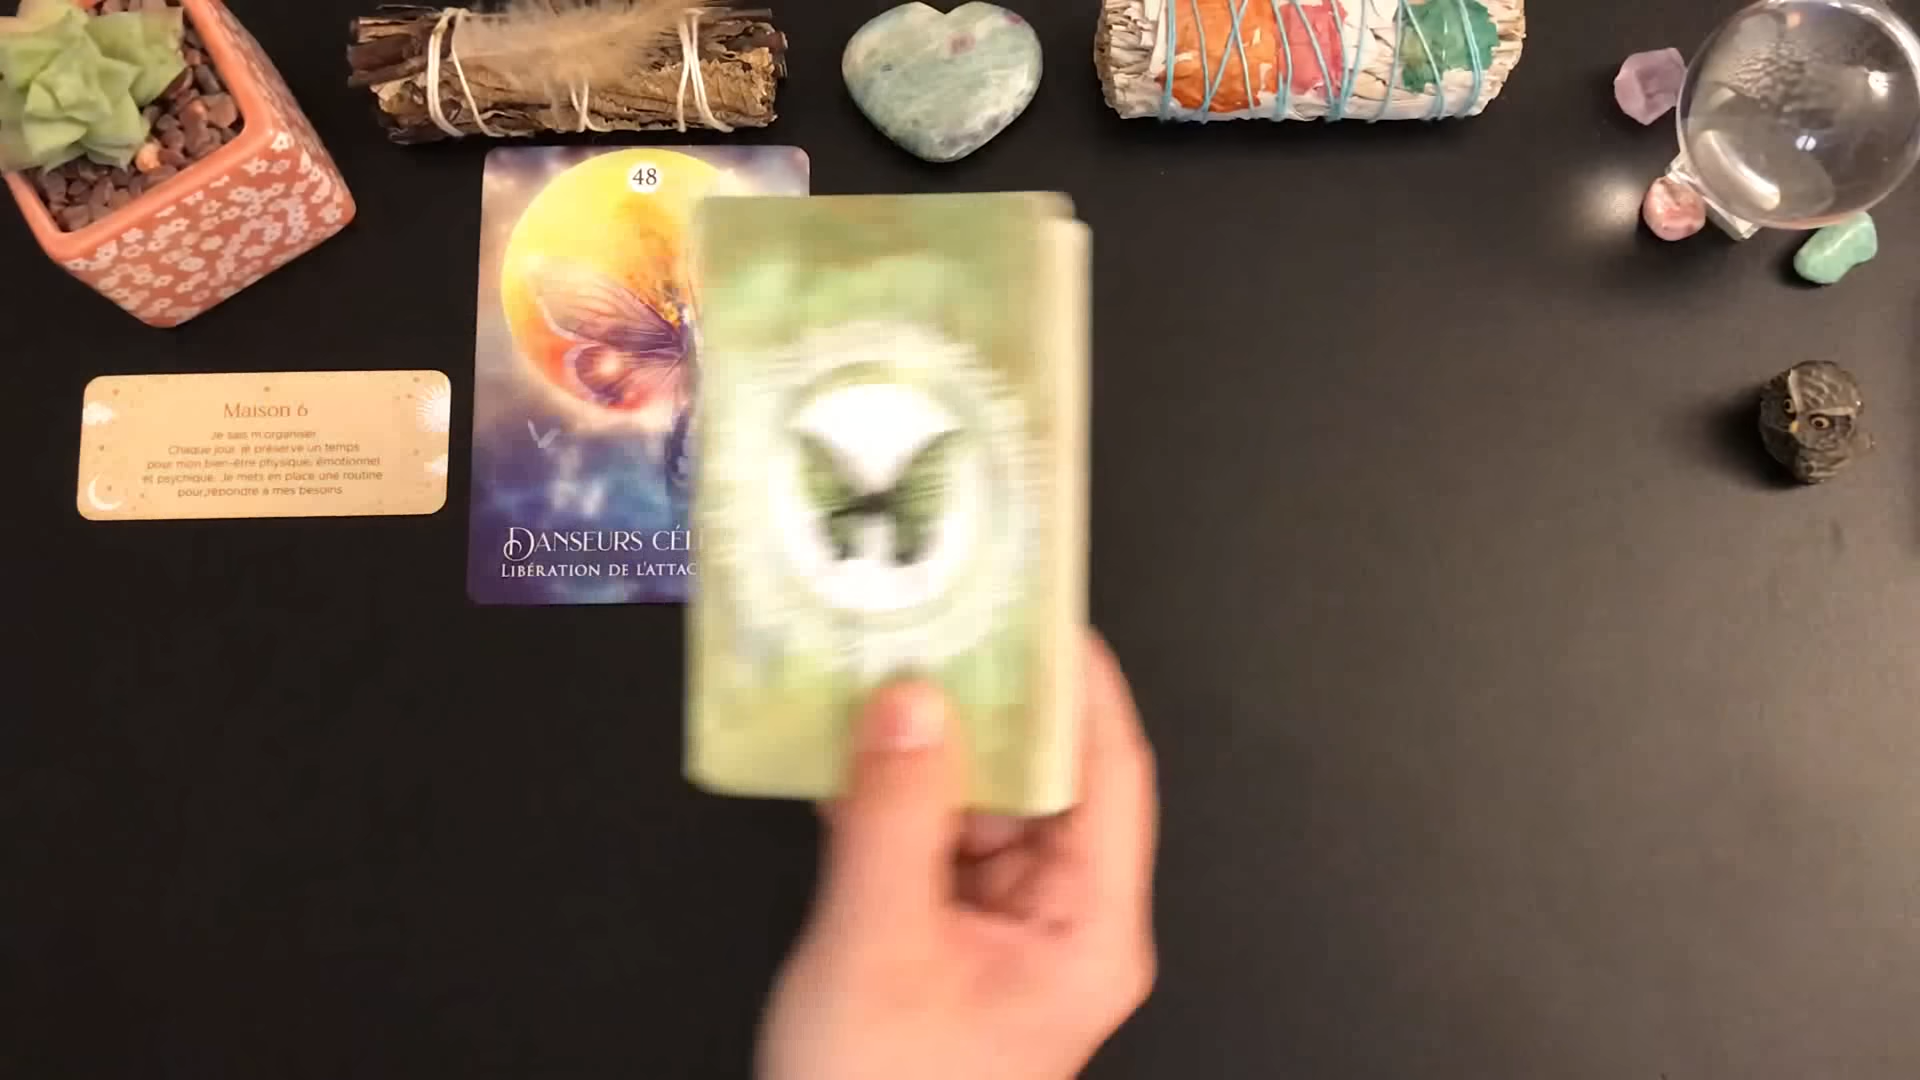 48
Maison 6
Je sais m'organiser.
Chaque jour, je préserve un temps
pour mon bien-être physique, émotionnel
et psychique. Je mets en place une routine
pour répondre à mes besoins.
DANSEURS CÉL
LIBÉRATION DE L'ATTAC